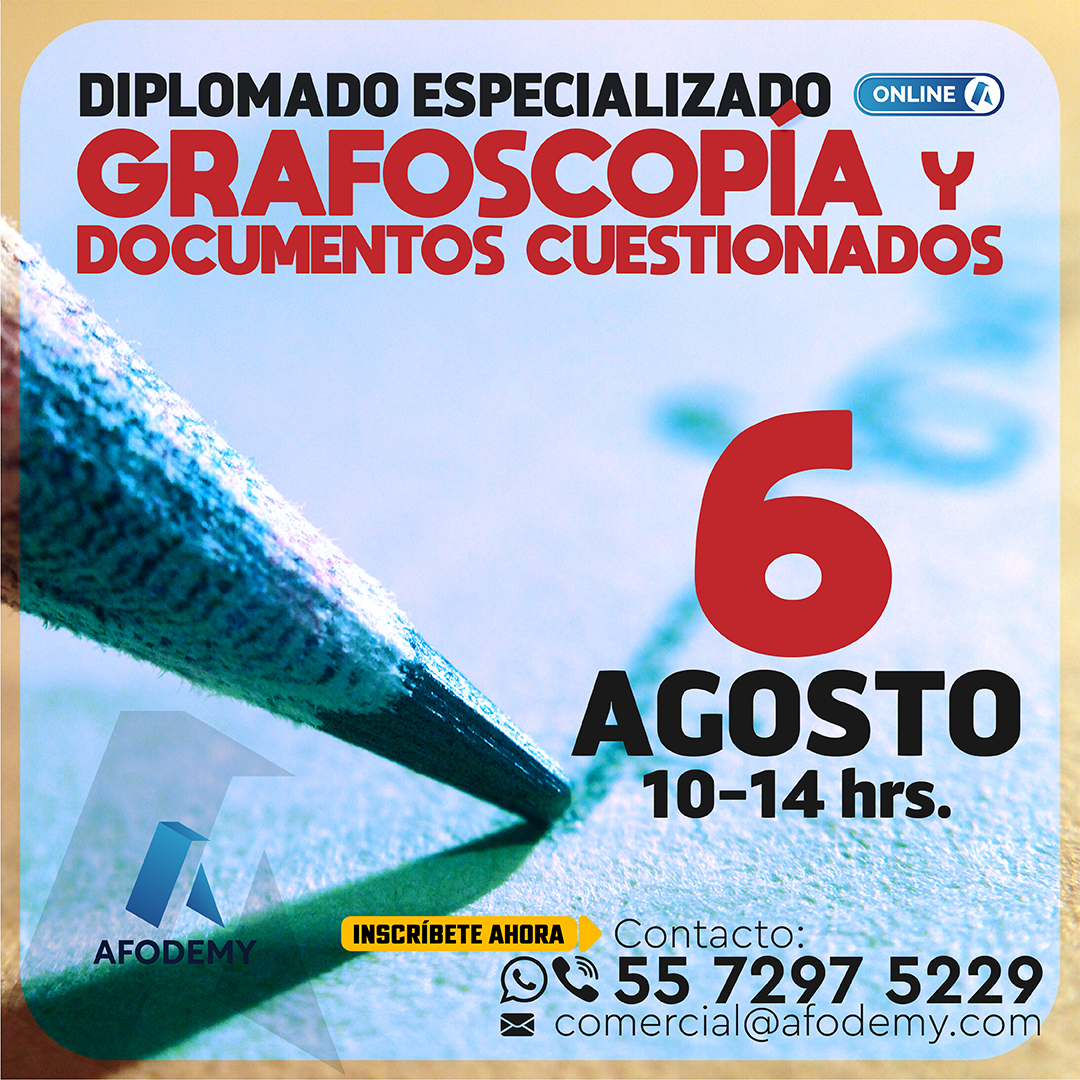 DIPLOMADO ESPECIALIZADO
ONLINE
GRAFOSCOPÍA Y
DOCUMENTOS CUESTIONADOS
6
AGOSTO
10-14 hrs.
AFODEMY
INSCRÍBETE AHORA
Contacto:
55 7297 5229
comercial@afodemy.com